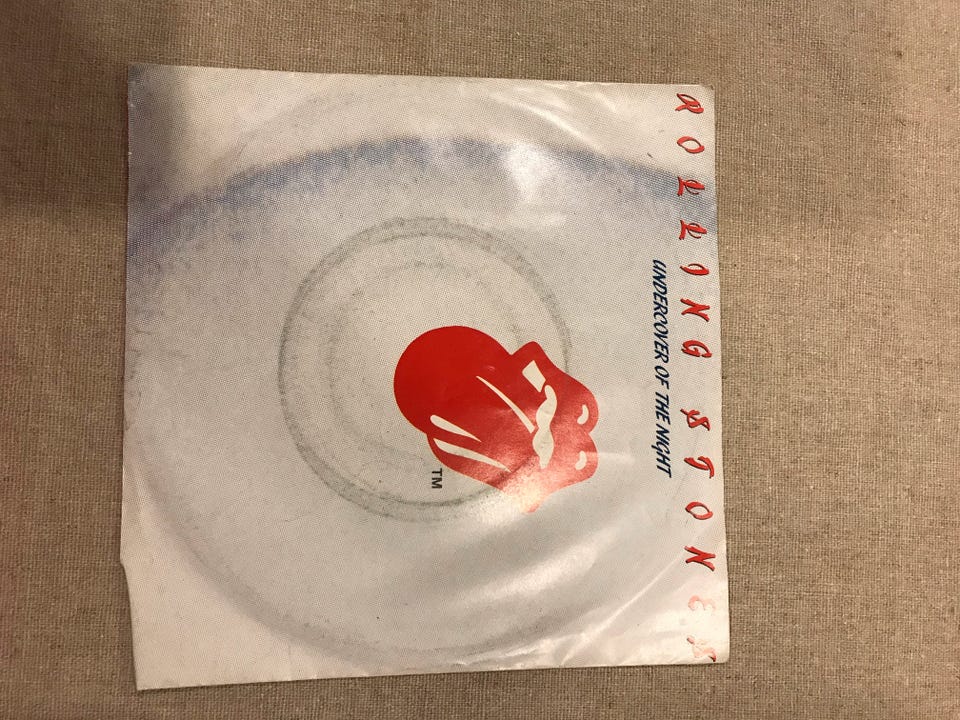 ROLLING STONES
UNDERCOVER OF THE NIGHT
TM